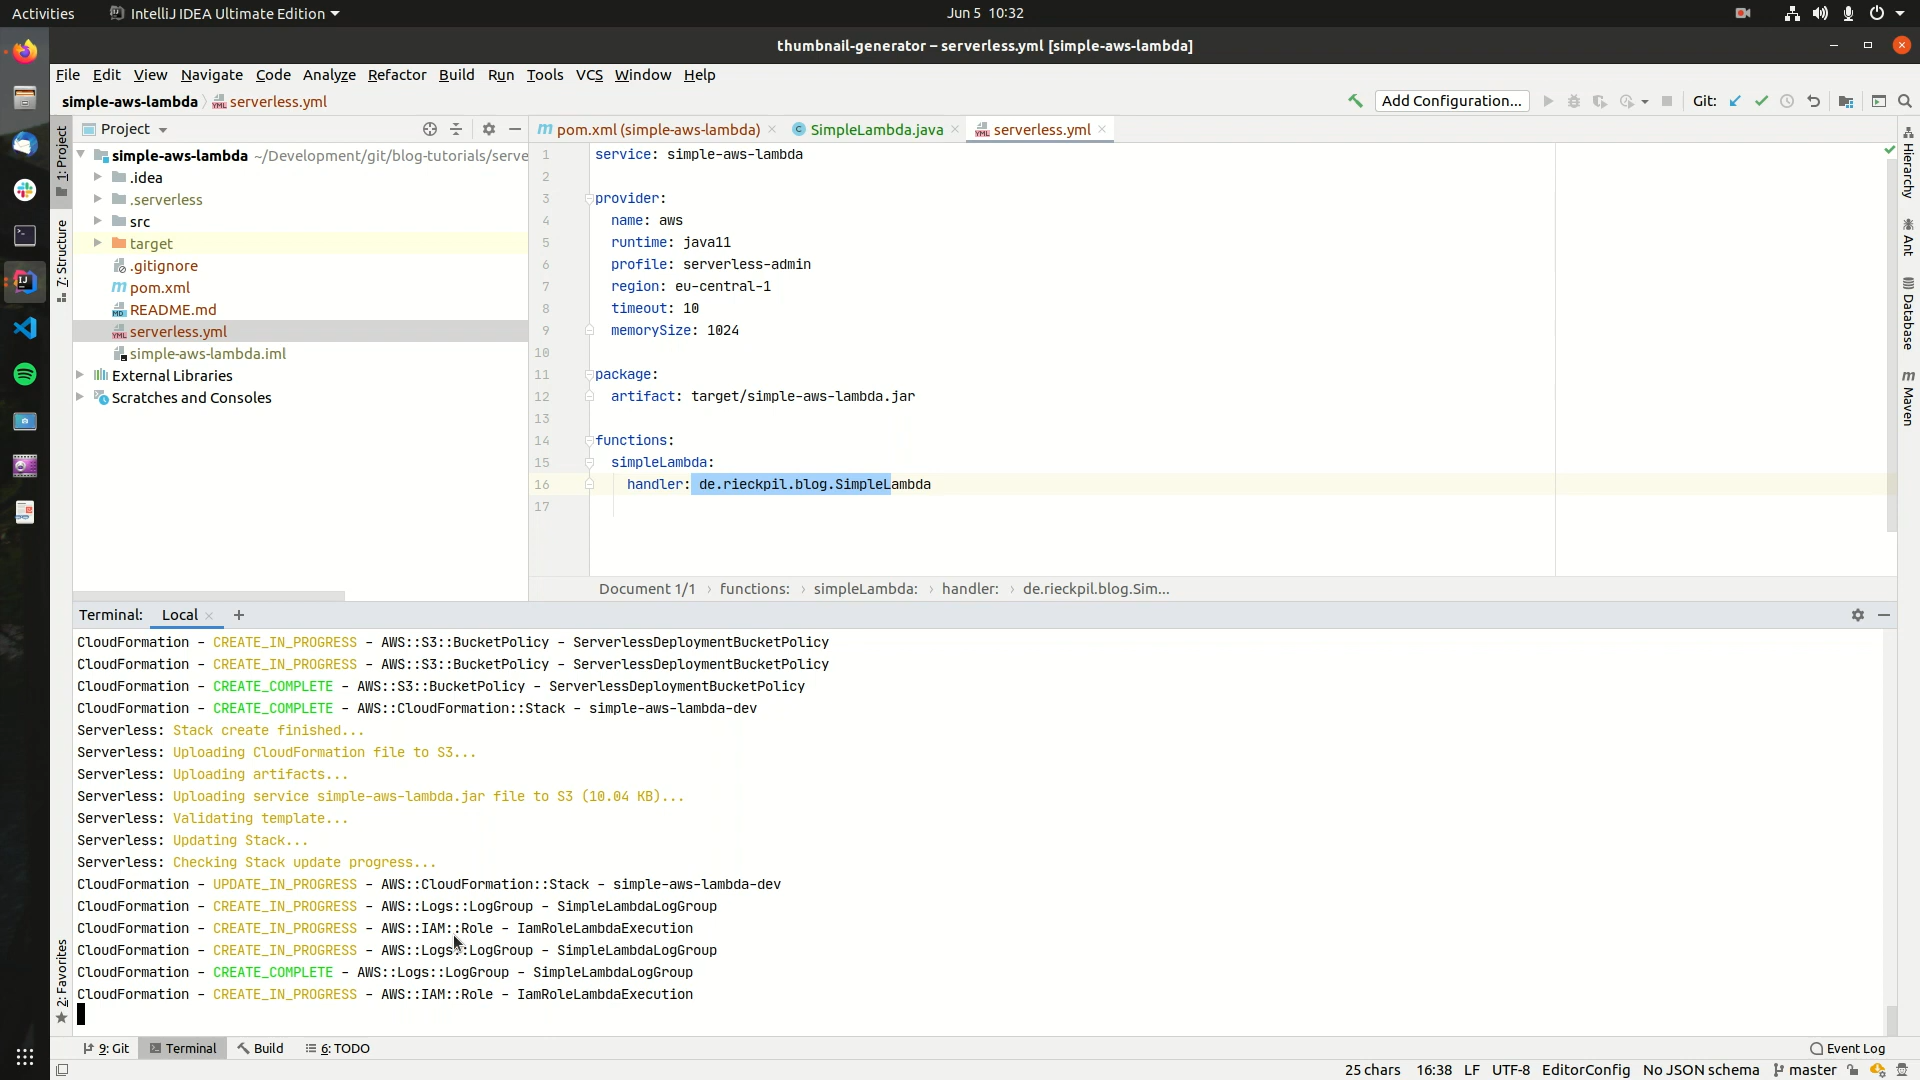 Activities IntelliJ IDEA Ultimate Edition Jun 5 10:32
thumbnail-generator – serverless.yml [simple-aws-lambda]
File Edit View Navigate Code Analyze Refactor Build Run Tools VCS Window Help
simple-aws-lambda serverless.yml Add Configuration... Git:
Project
pom.xml (simple-aws-lambda) SimpleLambda.java serverless.yml
1: Project
7: Structure
2: Favorites
simple-aws-lambda ~/Development/git/blog-tutorials/serve
.idea
.serverless
src
target
.gitignore
pom.xml
README.md
serverless.yml
simple-aws-lambda.iml
External Libraries
Scratches and Consoles
1 service: simple-aws-lambda
2
3 provider:
4 name: aws
5 runtime: java11
6 profile: serverless-admin
7 region: eu-central-1
8 timeout: 10
9 memorySize: 1024
10
11 package:
12 artifact: target/simple-aws-lambda.jar
13
14 functions:
15 simpleLambda:
16 handler: de.rieckpil.blog.SimpleLambda
17
Document 1/1 › functions: › simpleLambda: › handler: › de.rieckpil.blog.Sim...
Hierarchy
Ant
Database
Maven
Terminal: Local +
CloudFormation - CREATE_IN_PROGRESS - AWS::S3::BucketPolicy - ServerlessDeploymentBucketPolicy
CloudFormation - CREATE_IN_PROGRESS - AWS::S3::BucketPolicy - ServerlessDeploymentBucketPolicy
CloudFormation - CREATE_COMPLETE - AWS::S3::BucketPolicy - ServerlessDeploymentBucketPolicy
CloudFormation - CREATE_COMPLETE - AWS::CloudFormation::Stack - simple-aws-lambda-dev
Serverless: Stack create finished...
Serverless: Uploading CloudFormation file to S3...
Serverless: Uploading artifacts...
Serverless: Uploading service simple-aws-lambda.jar file to S3 (10.04 KB)...
Serverless: Validating template...
Serverless: Updating Stack...
Serverless: Checking Stack update progress...
CloudFormation - UPDATE_IN_PROGRESS - AWS::CloudFormation::Stack - simple-aws-lambda-dev
CloudFormation - CREATE_IN_PROGRESS - AWS::Logs::LogGroup - SimpleLambdaLogGroup
CloudFormation - CREATE_IN_PROGRESS - AWS::IAM::Role - IamRoleLambdaExecution
CloudFormation - CREATE_IN_PROGRESS - AWS::Logs::LogGroup - SimpleLambdaLogGroup
CloudFormation - CREATE_COMPLETE - AWS::Logs::LogGroup - SimpleLambdaLogGroup
CloudFormation - CREATE_IN_PROGRESS - AWS::IAM::Role - IamRoleLambdaExecution
9: Git Terminal Build 6: TODO Event Log
25 chars 16:38 LF UTF-8 EditorConfig No JSON schema master